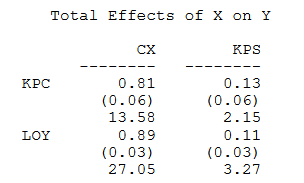 Total Effects of X on Y
CX KPS
-------- --------
KPC 0.81 0.13
(0.06) (0.06)
13.58 2.15
LOY 0.89 0.11
(0.03) (0.03)
27.05 3.27